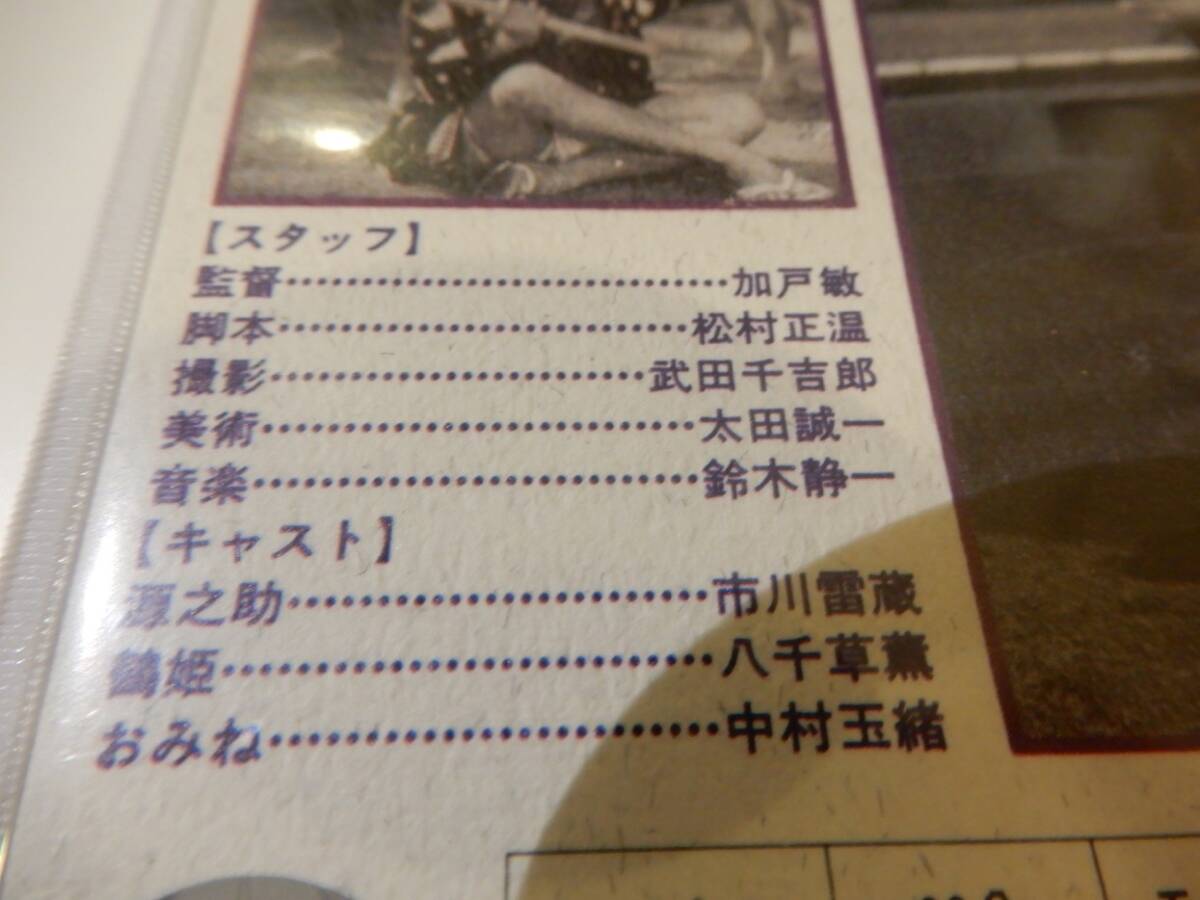 【スタッフ】
監督……………………………加戸敏
脚本…………………………松村正温
撮影………………………武田千吉郎
美術…………………………太田誠一
音楽…………………………鈴木静一
【キャスト】
源之助………………………市川雷蔵
鶴姫……………………………八千草薫
おみね…………………………中村玉緒